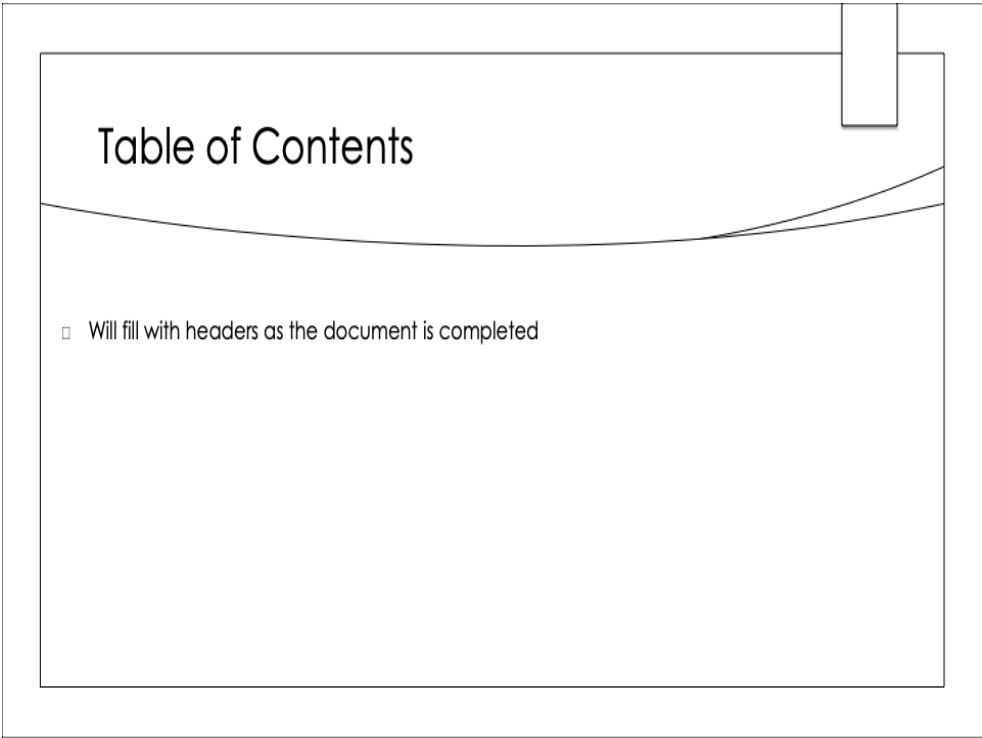 Table of Contents
Will fill with headers as the document is completed